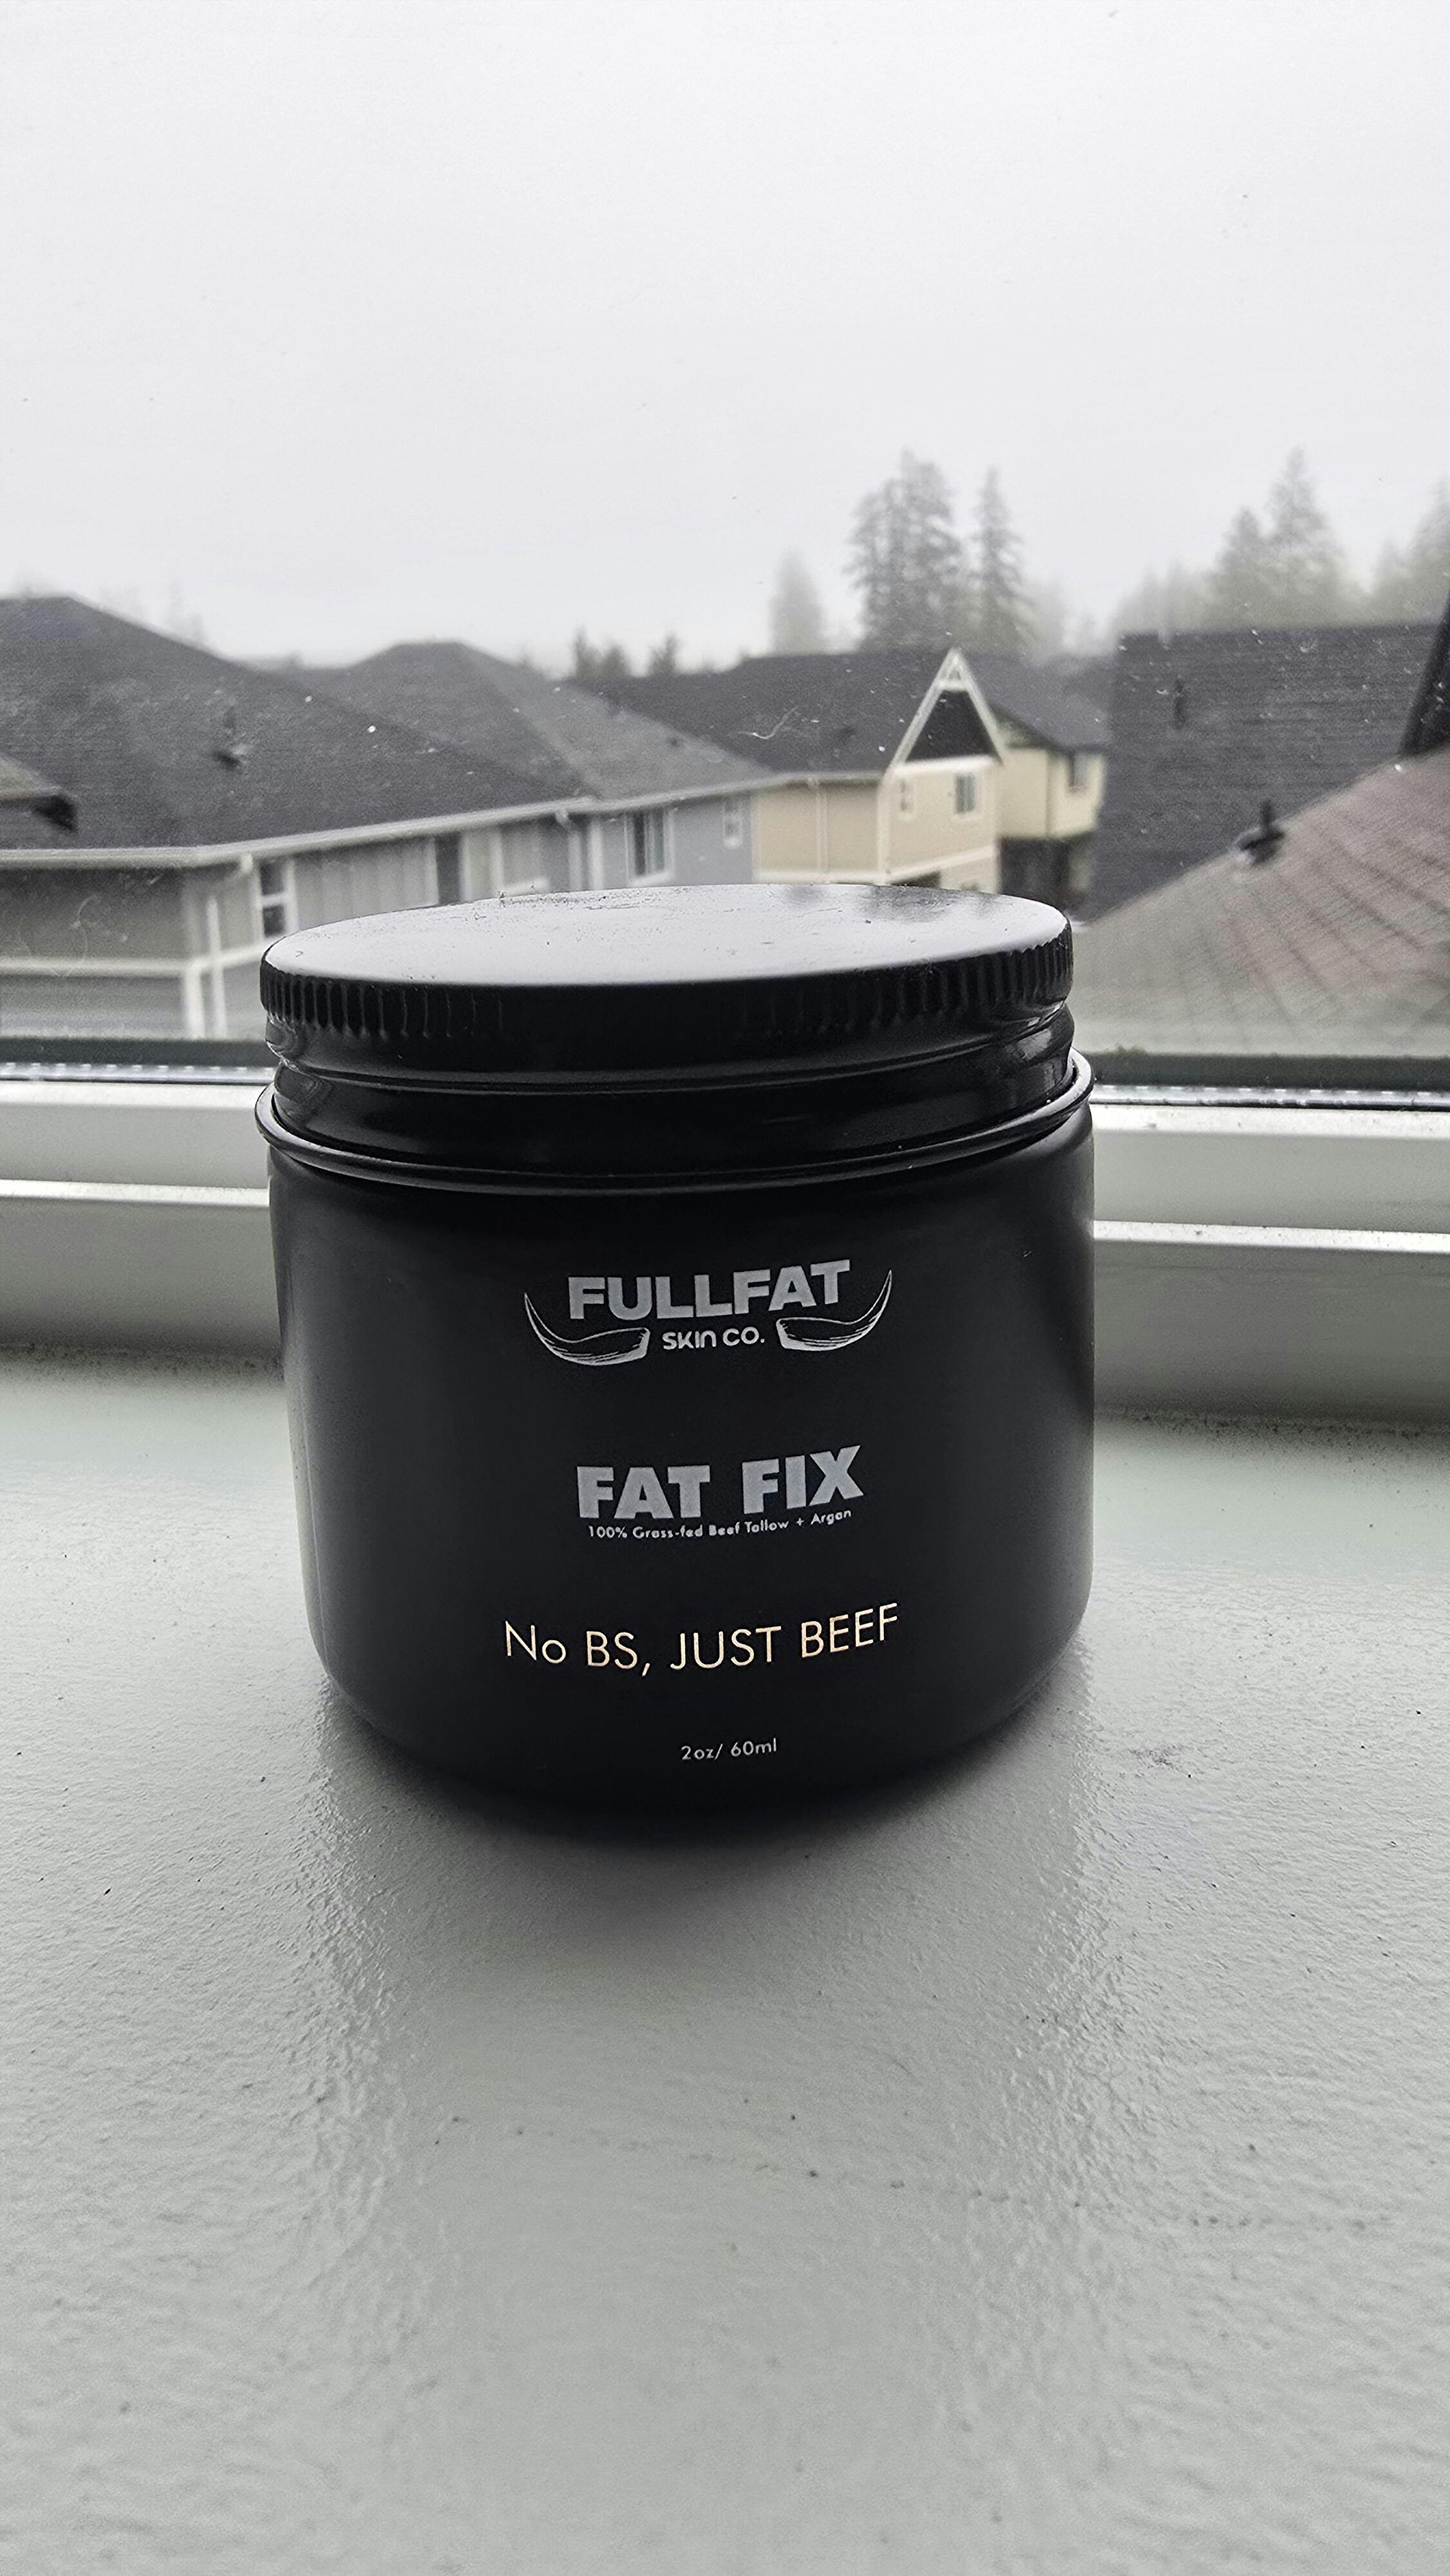 FULLFAT
SKIN CO.
FAT FIX
100% Grass-fed Beef Tallow + Argan
No BS, JUST BEEF
2oz/ 60ml